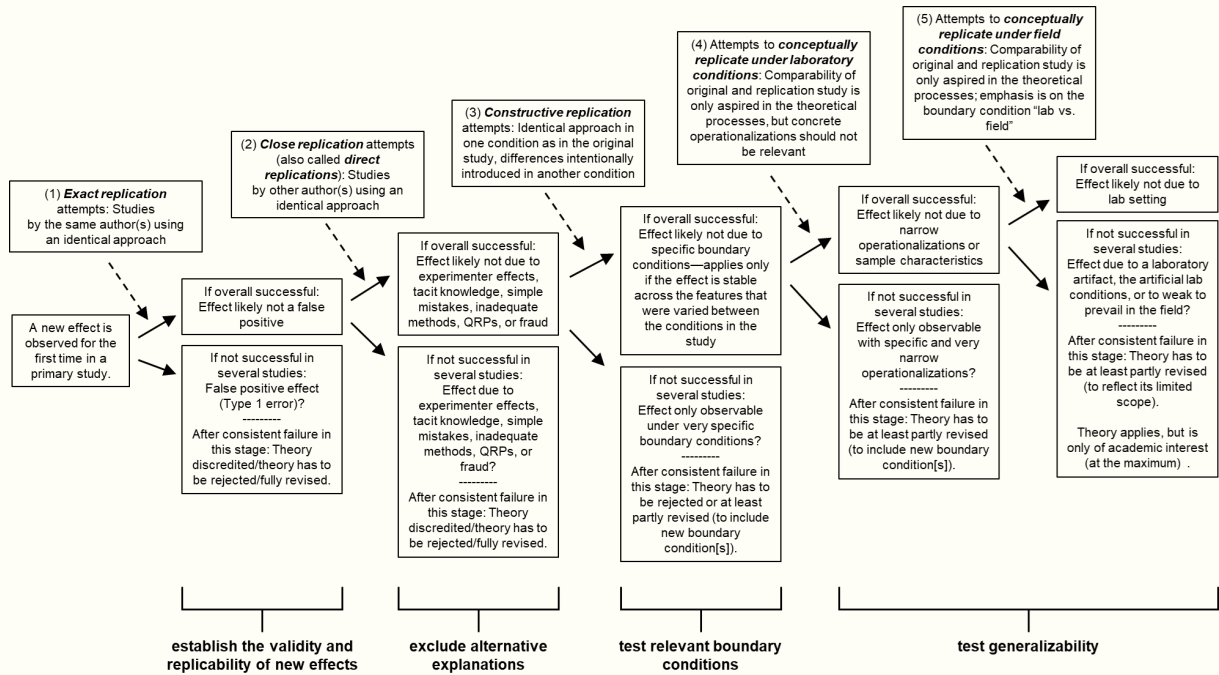 A new effect is
observed for the
first time in a
primary study.
(1) Exact replication
attempts: Studies
by the same author(s) using
an identical approach
If overall successful:
Effect likely not a false
positive
If not successful in
several studies:
False positive effect
(Type 1 error)?
---------
After consistent failure in
this stage: Theory
discredited/theory has to
be rejected/fully revised.
(2) Close replication attempts
(also called direct
replications): Studies
by other author(s) using an
identical approach
If overall successful:
Effect likely not due to
experimenter effects,
tacit knowledge, simple
mistakes, inadequate
methods, QRPs, or fraud
If not successful in
several studies:
Effect due to
experimenter effects,
tacit knowledge, simple
mistakes, inadequate
methods, QRPs, or
fraud?
---------
After consistent failure in
this stage: Theory
discredited/theory has to
be rejected/fully revised.
(3) Constructive replication
attempts: Identical approach in
one condition as in the original
study, differences intentionally
introduced in another condition
If overall successful:
Effect likely not due to
specific boundary
conditions—applies only
if the effect is stable
across the features that
were varied between
the conditions in the
study
If not successful in
several studies:
Effect only observable
under very specific
boundary conditions?
---------
After consistent failure in
this stage: Theory has to
be rejected or at least
partly revised (to include
new boundary
condition[s]).
(4) Attempts to conceptually
replicate under laboratory
conditions: Comparability of
original and replication study is
only aspired in the theoretical
processes, but concrete
operationalizations should not
be relevant
If overall successful:
Effect likely not due to
narrow
operationalizations or
sample characteristics
If not successful in
several studies:
Effect only observable
with specific and very
narrow
operationalizations?
---------
After consistent failure in
this stage: Theory has to
be at least partly revised
(to include new boundary
condition[s]).
(5) Attempts to conceptually
replicate under field
conditions: Comparability of
original and replication study is
only aspired in the theoretical
processes; emphasis is on the
boundary condition “lab vs.
field”
If overall successful:
Effect likely not due to
lab setting
If not successful in
several studies:
Effect due to a laboratory
artifact, the artificial lab
conditions, or to weak to
prevail in the field?
---------
After consistent failure in
this stage: Theory has to
be at least partly revised
(to reflect its limited
scope).
Theory applies, but is
only of academic interest
(at the maximum) .
establish the validity and
replicability of new effects
exclude alternative
explanations
test relevant boundary
conditions
test generalizability